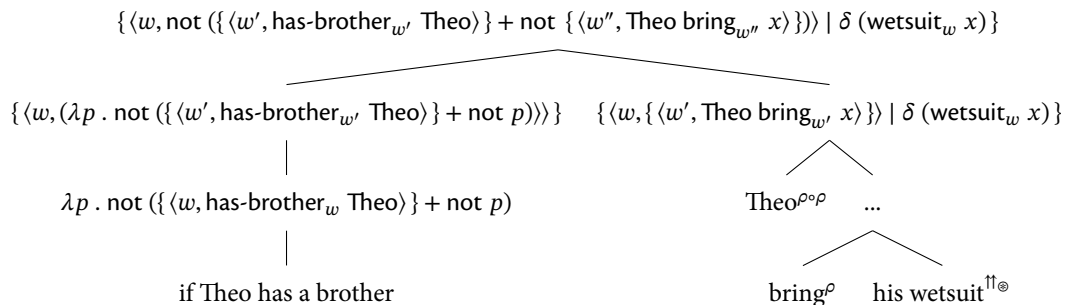 {⟨w, not ({⟨w′, has-brother_w′ Theo⟩} + not {⟨w″, Theo bring_w″ x⟩})⟩ | δ (wetsuit_w x)}
{⟨w, (λp . not ({⟨w′, has-brother_w′ Theo⟩} + not p))⟩} {⟨w, {⟨w′, Theo bring_w′ x⟩}⟩ | δ (wetsuit_w x)}
λp . not ({⟨w, has-brother_w Theo⟩} + not p) Theo^ρ∘ρ ...
if Theo has a brother bring^ρ his wetsuit^⇈⊛